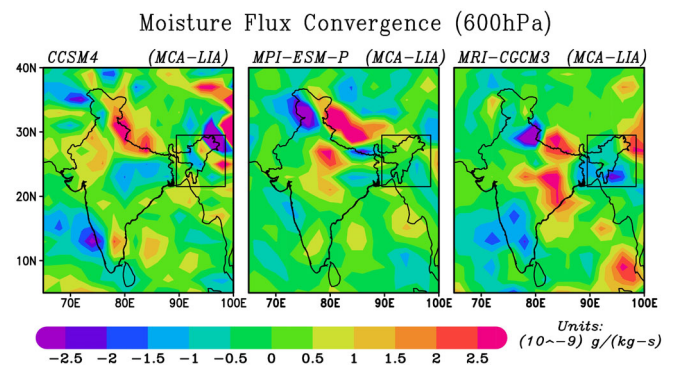 Moisture Flux Convergence (600hPa)
CCSM4 (MCA-LIA) MPI-ESM-P (MCA-LIA) MRI-CGCM3 (MCA-LIA)
40N
30N
20N
10N
70E 80E 90E 100E 70E 80E 90E 100E 70E 80E 90E 100E
-2.5 -2 -1.5 -1 -0.5 0 0.5 1 1.5 2 2.5
Units:
(10^-9) g/(kg-s)